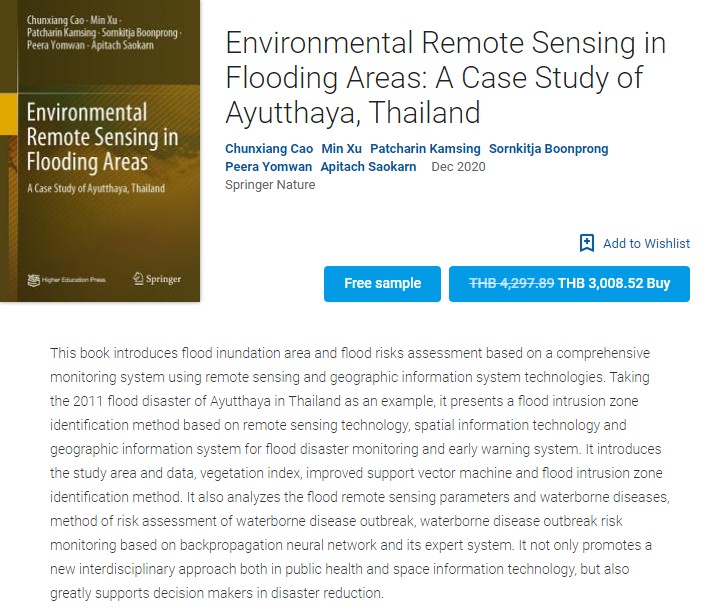 Chunxiang Cao · Min Xu ·
Patcharin Kamsing · Sornkitja Boonprong ·
Peera Yomwan · Apitach Saokarn
Environmental
Remote Sensing in
Flooding Areas
A Case Study of Ayutthaya, Thailand
Higher Education Press
Springer
Environmental Remote Sensing in
Flooding Areas: A Case Study of
Ayutthaya, Thailand
Chunxiang Cao Min Xu Patcharin Kamsing Sornkitja Boonprong
Peera Yomwan Apitach Saokarn Dec 2020
Springer Nature
Add to Wishlist
Free sample
THB 4,297.89 THB 3,008.52 Buy
This book introduces flood inundation area and flood risks assessment based on a comprehensive
monitoring system using remote sensing and geographic information system technologies. Taking
the 2011 flood disaster of Ayutthaya in Thailand as an example, it presents a flood intrusion zone
identification method based on remote sensing technology, spatial information technology and
geographic information system for flood disaster monitoring and early warning system. It introduces
the study area and data, vegetation index, improved support vector machine and flood intrusion zone
identification method. It also analyzes the flood remote sensing parameters and waterborne diseases,
method of risk assessment of waterborne disease outbreak, waterborne disease outbreak risk
monitoring based on backpropagation neural network and its expert system. It not only promotes a
new interdisciplinary approach both in public health and space information technology, but also
greatly supports decision makers in disaster reduction.